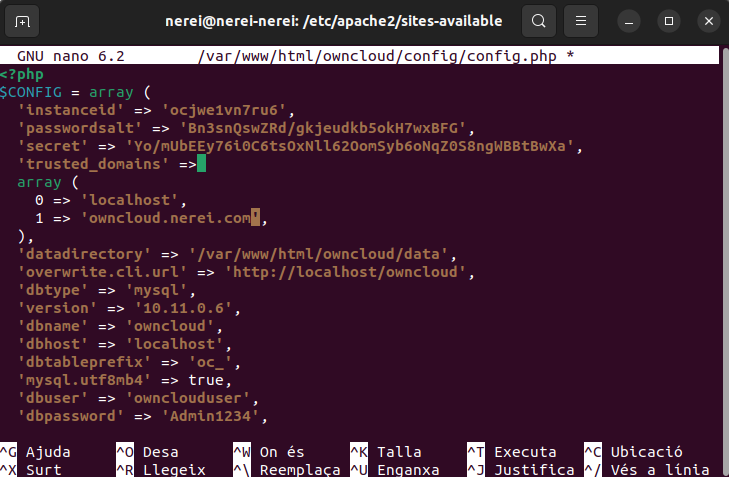 nerei@nerei-nerei: /etc/apache2/sites-available
GNU nano 6.2 /var/www/html/owncloud/config/config.php *
<?php
$CONFIG = array (
'instanceid' => 'ocjwe1vn7ru6',
'passwordsalt' => 'Bn3snQswZRd/gkjeudkb5okH7wxBFG',
'secret' => 'Yo/mUbEEy76i0C6tsOxNll62OomSyb6oNqZ0S8ngWBBtBwXa',
'trusted_domains' =>
array (
0 => 'localhost',
1 => 'owncloud.nerei.com',
),
'datadirectory' => '/var/www/html/owncloud/data',
'overwrite.cli.url' => 'http://localhost/owncloud',
'dbtype' => 'mysql',
'version' => '10.11.0.6',
'dbname' => 'owncloud',
'dbhost' => 'localhost',
'dbtableprefix' => 'oc_',
'mysql.utf8mb4' => true,
'dbuser' => 'ownclouduser',
'dbpassword' => 'Admin1234',
^G Ajuda ^O Desa ^W On és ^K Talla ^T Executa ^C Ubicació
^X Surt ^R Llegeix ^\ Reemplaça ^U Enganxa ^J Justifica ^/ Vés a línia